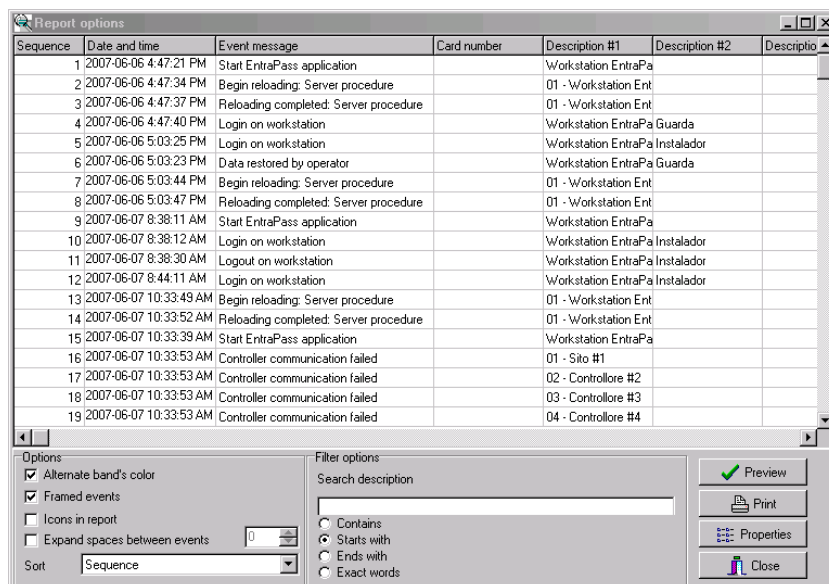 Report options
Sequence Date and time Event message Card number Description #1 Description #2 Descriptio
1 2007-06-06 4:47:21 PM Start EntraPass application Workstation EntraPa
2 2007-06-06 4:47:34 PM Begin reloading: Server procedure 01 - Workstation Ent
3 2007-06-06 4:47:37 PM Reloading completed: Server procedure 01 - Workstation Ent
4 2007-06-06 4:47:40 PM Login on workstation Workstation EntraPa Guarda
5 2007-06-06 5:03:25 PM Login on workstation Workstation EntraPa Instalador
6 2007-06-06 5:03:23 PM Data restored by operator Workstation EntraPa Guarda
7 2007-06-06 5:03:44 PM Begin reloading: Server procedure 01 - Workstation Ent
8 2007-06-06 5:03:47 PM Reloading completed: Server procedure 01 - Workstation Ent
9 2007-06-07 8:38:11 AM Start EntraPass application Workstation EntraPa
10 2007-06-07 8:38:12 AM Login on workstation Workstation EntraPa Instalador
11 2007-06-07 8:38:30 AM Logout on workstation Workstation EntraPa Instalador
12 2007-06-07 8:44:11 AM Login on workstation Workstation EntraPa Instalador
13 2007-06-07 10:33:49 AM Begin reloading: Server procedure 01 - Workstation Ent
14 2007-06-07 10:33:52 AM Reloading completed: Server procedure 01 - Workstation Ent
15 2007-06-07 10:33:39 AM Start EntraPass application Workstation EntraPa
16 2007-06-07 10:33:53 AM Controller communication failed 01 - Sito #1
17 2007-06-07 10:33:53 AM Controller communication failed 02 - Controllore #2
18 2007-06-07 10:33:53 AM Controller communication failed 03 - Controllore #3
19 2007-06-07 10:33:53 AM Controller communication failed 04 - Controllore #4
Options
Alternate band's color
Framed events
Icons in report
Expand spaces between events 0
Sort Sequence
Filter options
Search description
Contains
Starts with
Ends with
Exact words
Preview
Print
Properties
Close